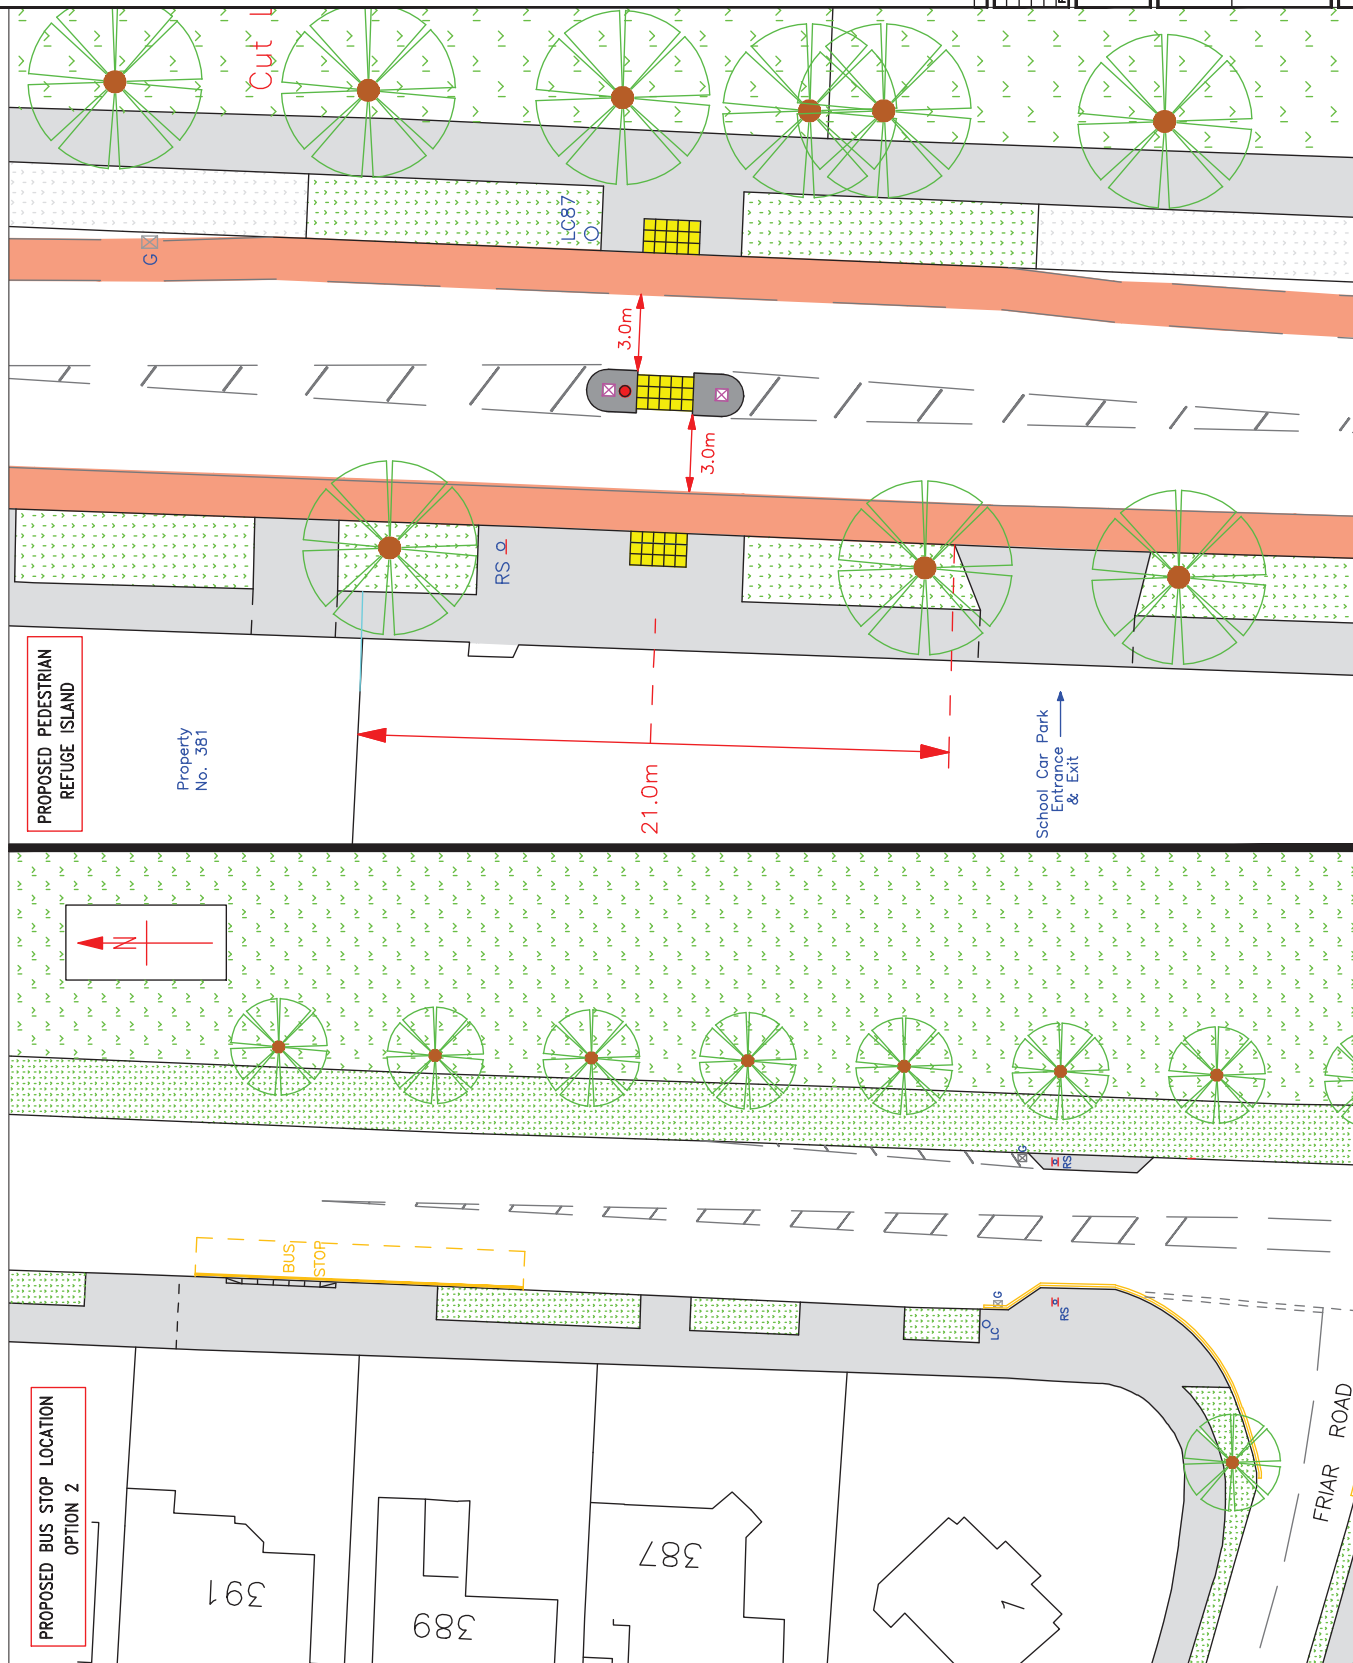 Cut
LC87
G
3.0m
3.0m
RS
PROPOSED PEDESTRIAN
REFUGE ISLAND
Property
No. 381
21.0m
School Car Park
Entrance
& Exit
N
G
RS
BUS
STOP
G
LC
RS
PROPOSED BUS STOP LOCATION
OPTION 2
391
389
387
1
FRIAR ROAD